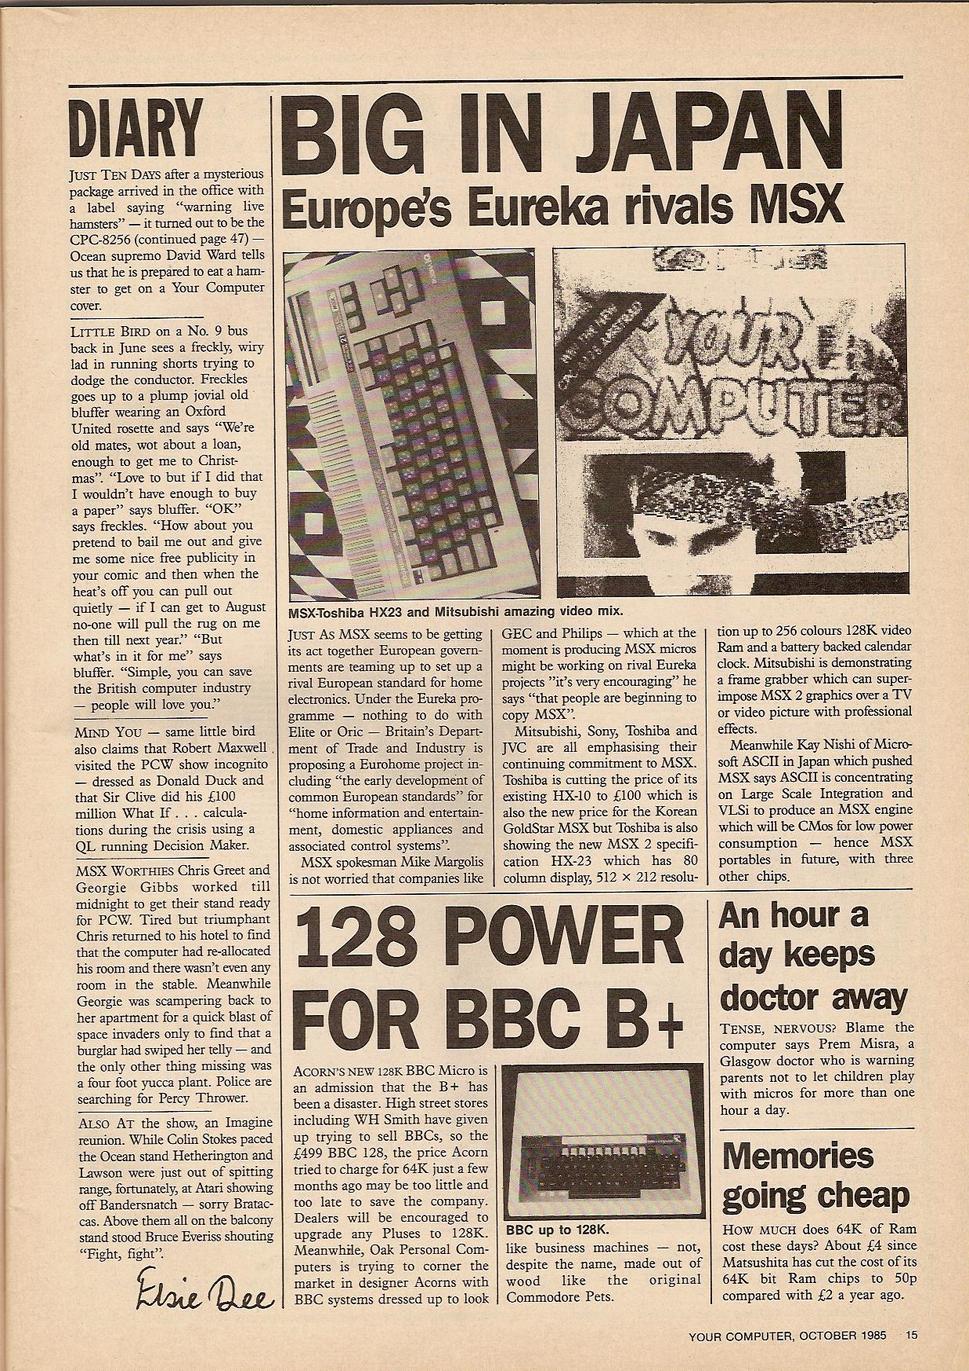 DIARY
JUST TEN DAYS after a mysterious
package arrived in the office with
a label saying “warning live
hamsters” — it turned out to be the
CPC-8256 (continued page 47) —
Ocean supremo David Ward tells
us that he is prepared to eat a ham-
ster to get on a Your Computer
cover.
LITTLE BIRD on a No. 9 bus
back in June sees a freckly, wiry
lad in running shorts trying to
dodge the conductor. Freckles
goes up to a plump jovial old
bluffer wearing an Oxford
United rosette and says “We’re
old mates, wot about a loan,
enough to get me to Christ-
mas”. “Love to but if I did that
I wouldn’t have enough to buy
a paper” says bluffer. “OK”
says freckles. “How about you
pretend to bail me out and give
me some nice free publicity in
your comic and then when the
heat’s off you can pull out
quietly — if I can get to August
no-one will pull the rug on me
then till next year.” “But
what’s in it for me” says
bluffer. “Simple, you can save
the British computer industry
— people will love you.”
MIND YOU — same little bird
also claims that Robert Maxwell
visited the PCW show incognito
— dressed as Donald Duck and
that Sir Clive did his £100
million What If . . . calcula-
tions during the crisis using a
QL running Decision Maker.
MSX WORTHIES Chris Greet and
Georgie Gibbs worked till
midnight to get their stand ready
for PCW. Tired but triumphant
Chris returned to his hotel to find
that the computer had re-allocated
his room and there wasn’t even any
room in the stable. Meanwhile
Georgie was scampering back to
her apartment for a quick blast of
space invaders only to find that a
burglar had swiped her telly — and
the only other thing missing was
a four foot yucca plant. Police are
searching for Percy Thrower.
ALSO AT the show, an Imagine
reunion. While Colin Stokes paced
the Ocean stand Hetherington and
Lawson were just out of spitting
range, fortunately, at Atari showing
off Bandersnatch — sorry Bratac-
cas. Above them all on the balcony
stand stood Bruce Everiss shouting
“Fight, fight”.
Elsie Dee
BIG IN JAPAN
Europe’s Eureka rivals MSX
YOUR
COMPUTER
MSX-Toshiba HX23 and Mitsubishi amazing video mix.
JUST AS MSX seems to be getting
its act together European govern-
ments are teaming up to set up a
rival European standard for home
electronics. Under the Eureka pro-
gramme — nothing to do with
Elite or Oric — Britain’s Depart-
ment of Trade and Industry is
proposing a Eurohome project in-
cluding “the early development of
common European standards” for
“home information and entertain-
ment, domestic appliances and
associated control systems”.
MSX spokesman Mike Margolis
is not worried that companies like
GEC and Philips — which at the
moment is producing MSX micros
might be working on rival Eureka
projects ”it’s very encouraging” he
says “that people are beginning to
copy MSX”.
Mitsubishi, Sony, Toshiba and
JVC are all emphasising their
continuing commitment to MSX.
Toshiba is cutting the price of its
existing HX-10 to £100 which is
also the new price for the Korean
GoldStar MSX but Toshiba is also
showing the new MSX 2 specifi-
cation HX-23 which has 80
column display, 512 × 212 resolu-
tion up to 256 colours 128K video
Ram and a battery backed calendar
clock. Mitsubishi is demonstrating
a frame grabber which can super-
impose MSX 2 graphics over a TV
or video picture with professional
effects.
Meanwhile Kay Nishi of Micro-
soft ASCII in Japan which pushed
MSX says ASCII is concentrating
on Large Scale Integration and
VLSi to produce an MSX engine
which will be CMos for low power
consumption — hence MSX
portables in future, with three
other chips.
128 POWER
FOR BBC B+
ACORN’S NEW 128K BBC Micro is
an admission that the B+ has
been a disaster. High street stores
including WH Smith have given
up trying to sell BBCs, so the
£499 BBC 128, the price Acorn
tried to charge for 64K just a few
months ago may be too little and
too late to save the company.
Dealers will be encouraged to
upgrade any Pluses to 128K.
Meanwhile, Oak Personal Com-
puters is trying to corner the
market in designer Acorns with
BBC systems dressed up to look
BBC up to 128K.
like business machines — not,
despite the name, made out of
wood like the original
Commodore Pets.
An hour a
day keeps
doctor away
TENSE, NERVOUS? Blame the
computer says Prem Misra, a
Glasgow doctor who is warning
parents not to let children play
with micros for more than one
hour a day.
Memories
going cheap
HOW MUCH does 64K of Ram
cost these days? About £4 since
Matsushita has cut the cost of its
64K bit Ram chips to 50p
compared with £2 a year ago.
YOUR COMPUTER, OCTOBER 1985 15